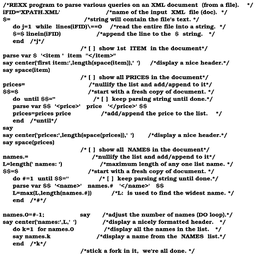 /*REXX program to parse various queries on an XML document (from a file). */
iFID='XPATH.XML' /*name of the input XML file (doc). */
$= /*string will contain the file's text. */
do j=1 while lines(iFID)\==0 /*read the entire file into a string. */
$=$ linein(iFID) /*append the line to the $ string. */
end /*j*/
/* [ ] show 1st ITEM in the document*/
parse var $ '<item ' item "</item>"
say center('first item:',length(space(item)),' ') /*display a nice header.*/
say space(item)
/* [ ] show all PRICES in the document*/
prices= /*nullify the list and add/append to it*/
$$=$ /*start with a fresh copy of document. */
do until $$='' /* [ ] keep parsing string until done.*/
parse var $$ '<price>' price '</price>' $$
prices=prices price /*add/append the price to the list. */
end /*until*/
say
say center('prices:',length(space(prices)),' ') /*display a nice header.*/
say space(prices)
/* [ ] show all NAMES in the document*/
names.= /*nullify the list and add/append to it*/
L=length(' names: ') /*maximum length of any one list name. */
$$=$ /*start with a fresh copy of document. */
do #=1 until $$='' /* [ ] keep parsing string until done.*/
parse var $$ '<name>' names.# '</name>' $$
L=max(L,length(names.#)) /*L: is used to find the widest name. */
end /*#*/
names.0=#-1; say /*adjust the number of names (DO loop).*/
say center('names:',L,' ') /*display a nicely formatted header. */
do k=1 for names.0 /*display all the names in the list. */
say names.k /*display a name from the NAMES list.*/
end /*k*/
/*stick a fork in it, we're all done. */